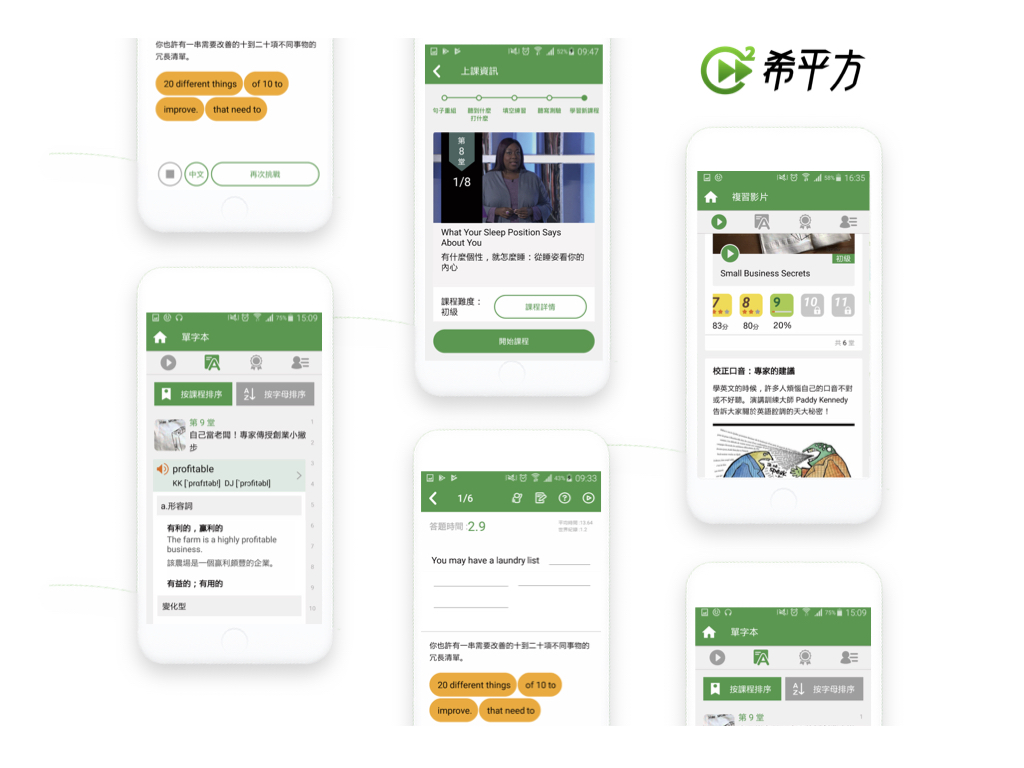 你也許有一串需要改善的十到二十項不同事物的
冗長清單。
20 different things
of 10 to
improve.
that need to
中文
再次挑戰
15:09
單字本
按課程排序
按字母排序
第 9 堂
自己當老闆！專家傳授創業小撇
步
profitable
KK [ˋprɑfɪtəbḷ] DJ [ˋprɔfitəbl]
a.形容詞
有利的，贏利的
The farm is a highly profitable
business.
該農場是一個贏利頗豐的企業。
有益的；有用的
變化型
1
2
3
4
5
6
7
8
9
10
52% 09:47
上課資訊
句子重組
聽到什麼
打什麼
填空練習
聽寫測驗
學習新課程
第
8
堂
1/8
What Your Sleep Position Says
About You
有什麼個性，就怎麼睡：從睡姿看你的
內心
課程難度：
初級
課程詳情
開始課程
43% 09:33
1/6
答題時間:2.9
平均時間: 13.64
世界紀錄: 1.2
You may have a laundry list
你也許有一串需要改善的十到二十項不同事物的
冗長清單。
20 different things
of 10 to
improve.
that need to
2
希平方
58% 16:35
複習影片
初級
Small Business Secrets
7
8
9
10
11
83分
80分
20%
共 6 堂
校正口音：專家的建議
學英文的時候，許多人煩惱自己的口音不對
或不好聽。演講訓練大師 Paddy Kennedy
告訴大家關於英語腔調的天大秘密！
75% 15:09
單字本
按課程排序
按字母排序
第 9 堂
1